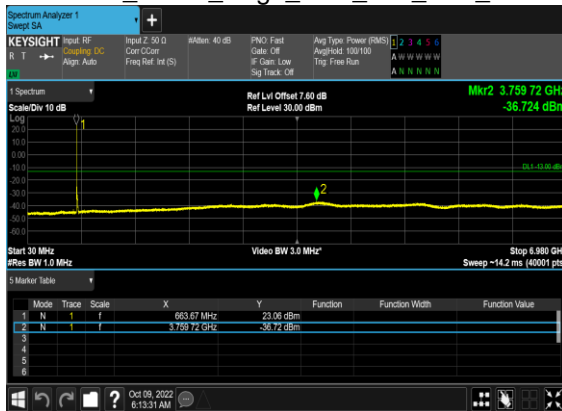 Spectrum Analyzer 1
Swept SA
KEYSIGHT
R T
Input: RF
Coupling: DC
Align: Auto
Input Z: 50 Ω
Corr CCorr
Freq Ref: Int (S)
#Atten: 40 dB
PNO: Fast
Gate: Off
IF Gain: Low
Sig Track: Off
Avg Type: Power (RMS)
Avg|Hold: 100/100
Trig: Free Run
1 2 3 4 5 6
A W W W W W
A N N N N N
1 Spectrum
Scale/Div 10 dB
Ref Lvl Offset 7.60 dB
Ref Level 30.00 dBm
Mkr2 3.759 72 GHz
-36.724 dBm
Log
20.0
10.0
0.00
-10.0
-20.0
-30.0
-40.0
-50.0
-60.0
1
2
DL1 -13.00 dBm
Start 30 MHz
#Res BW 1.0 MHz
Video BW 3.0 MHz*
Stop 6.980 GHz
Sweep ~14.2 ms (40001 pts)
5 Marker Table
Mode Trace Scale X Y Function Function Width Function Value
1 N 1 f 663.67 MHz 23.06 dBm
2 N 1 f 3.759 72 GHz -36.72 dBm
3
4
5
6
?
Oct 09, 2022
6:13:31 AM